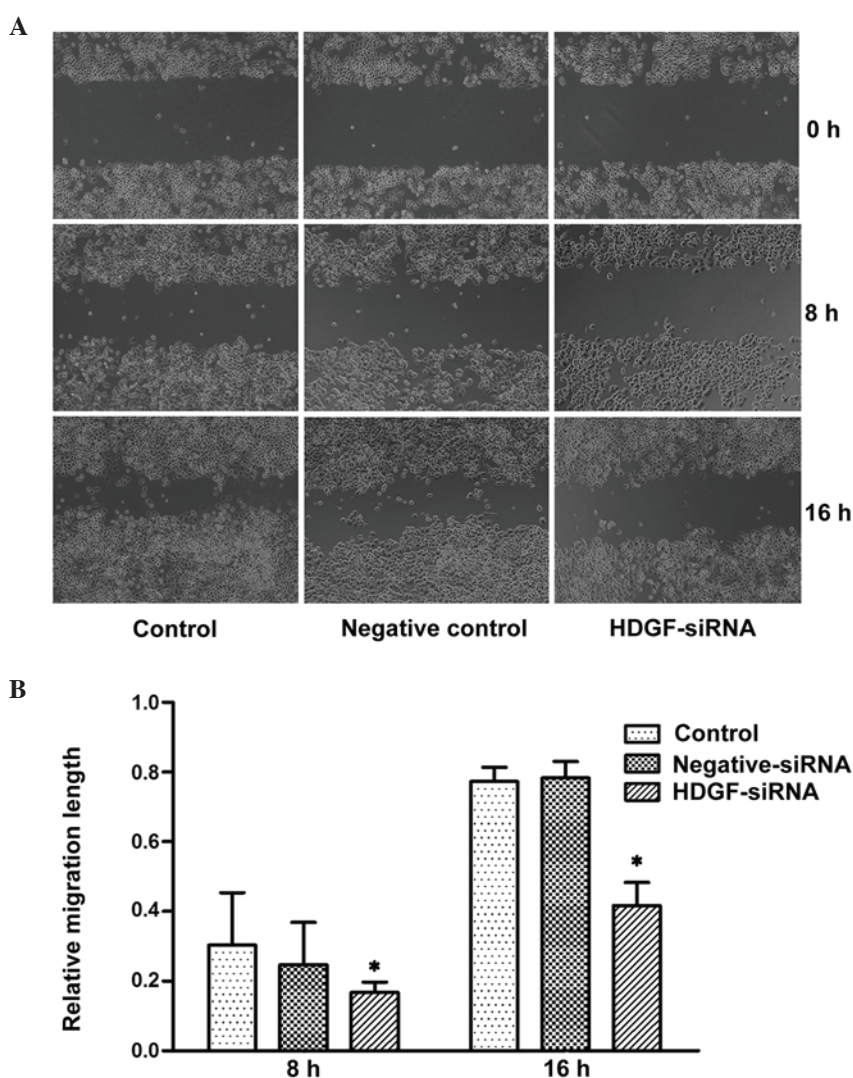 A
0 h
8 h
16 h
Control Negative control HDGF-siRNA
B
Relative migration length
1.0
0.8
0.6
0.4
0.2
0.0
Control
Negative-siRNA
HDGF-siRNA
*
*
8 h 16 h